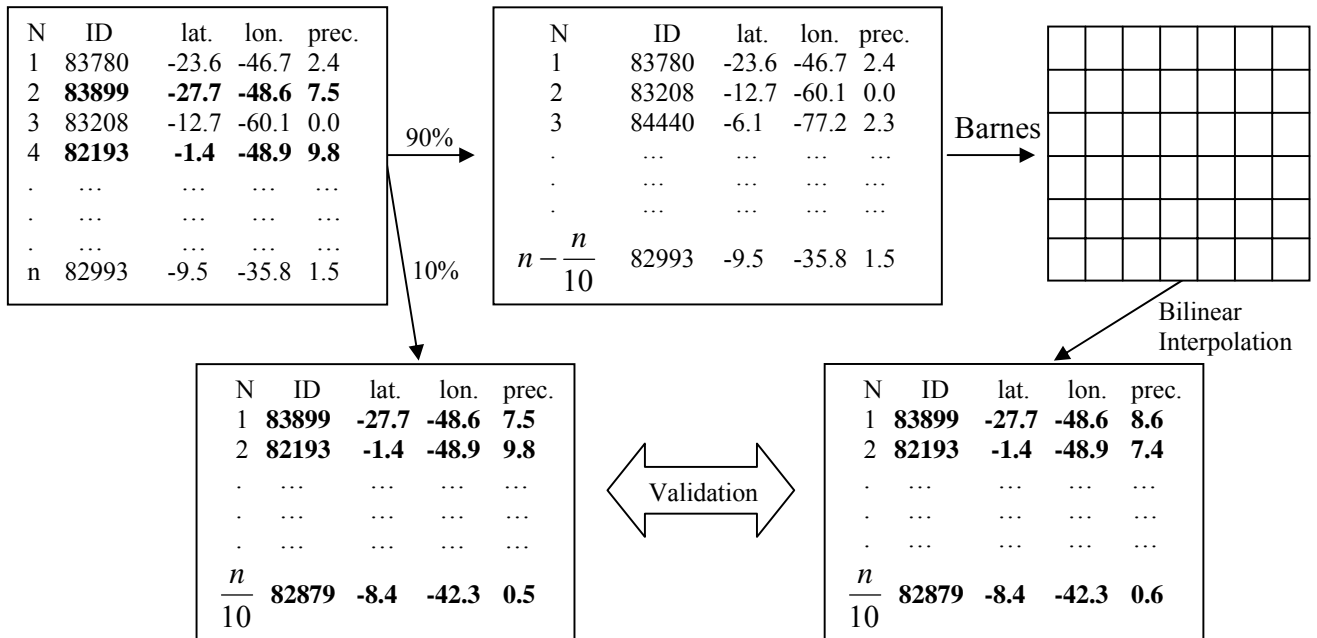 N ID lat. lon. prec.
1 83780 -23.6 -46.7 2.4
2 83899 -27.7 -48.6 7.5
3 83208 -12.7 -60.1 0.0
4 82193 -1.4 -48.9 9.8
. … … … …
. … … … …
. … … … …
n 82993 -9.5 -35.8 1.5
90%
10%
N ID lat. lon. prec.
1 83780 -23.6 -46.7 2.4
2 83208 -12.7 -60.1 0.0
3 84440 -6.1 -77.2 2.3
. … … … …
. … … … …
. … … … …
n − n/10 82993 -9.5 -35.8 1.5
Barnes
Bilinear
Interpolation
N ID lat. lon. prec.
1 83899 -27.7 -48.6 7.5
2 82193 -1.4 -48.9 9.8
. … … … …
. … … … …
. … … … …
n/10 82879 -8.4 -42.3 0.5
Validation
N ID lat. lon. prec.
1 83899 -27.7 -48.6 8.6
2 82193 -1.4 -48.9 7.4
. … … … …
. … … … …
. … … … …
n/10 82879 -8.4 -42.3 0.6